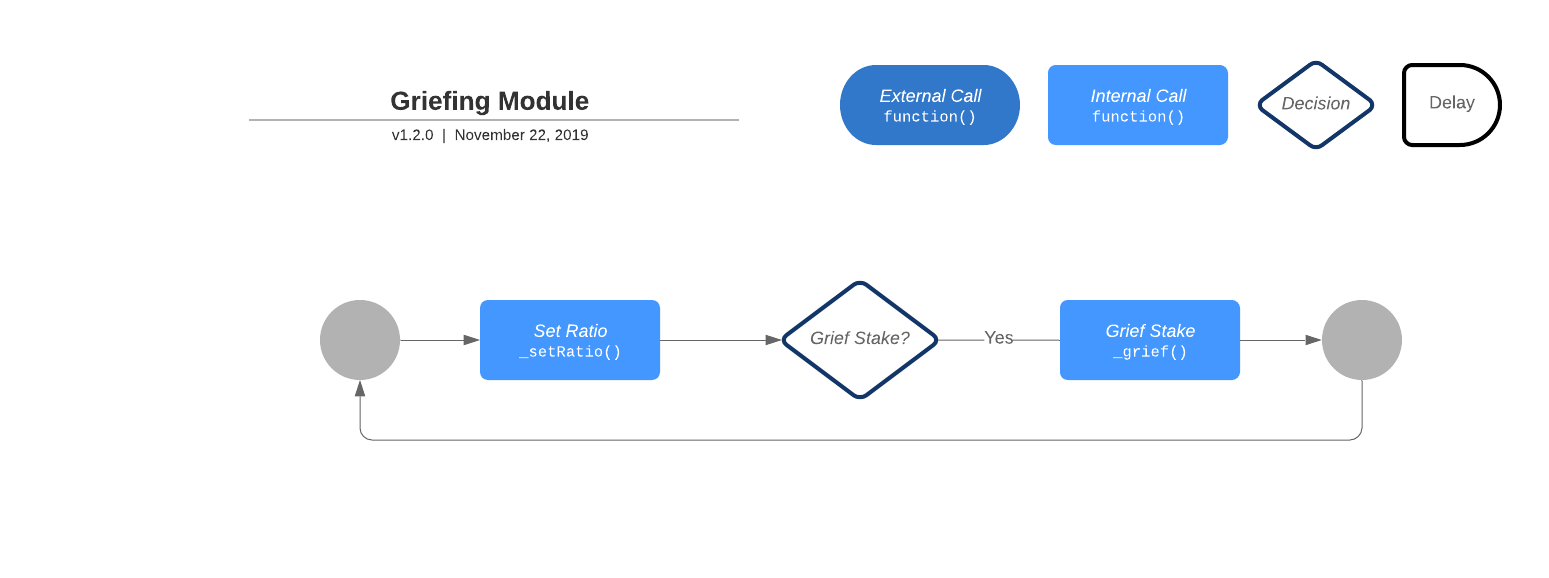 Griefing Module
v1.2.0 | November 22, 2019
External Call
function()
Internal Call
function()
Decision
Delay
Set Ratio
_setRatio()
Grief Stake?
Yes
Grief Stake
_grief()